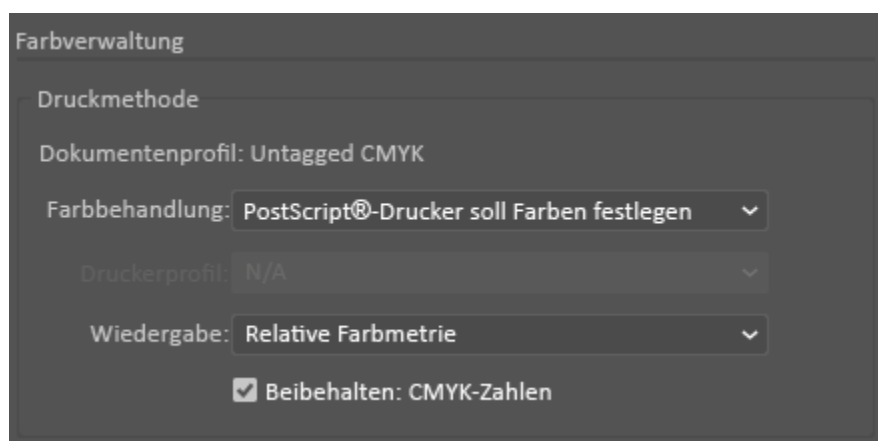 Farbverwaltung
Druckmethode
Dokumentenprofil: Untagged CMYK
Farbbehandlung: PostScript®-Drucker soll Farben festlegen
Druckerprofil: N/A
Wiedergabe: Relative Farbmetrie
Beibehalten: CMYK-Zahlen